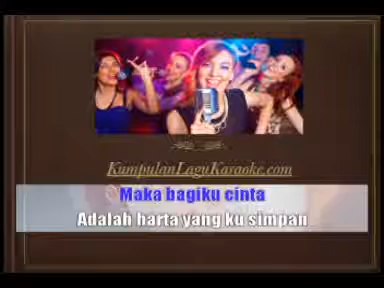 KumpulanLaguKaraoke.com
Maka bagiku cinta
Adalah harta yang ku simpan